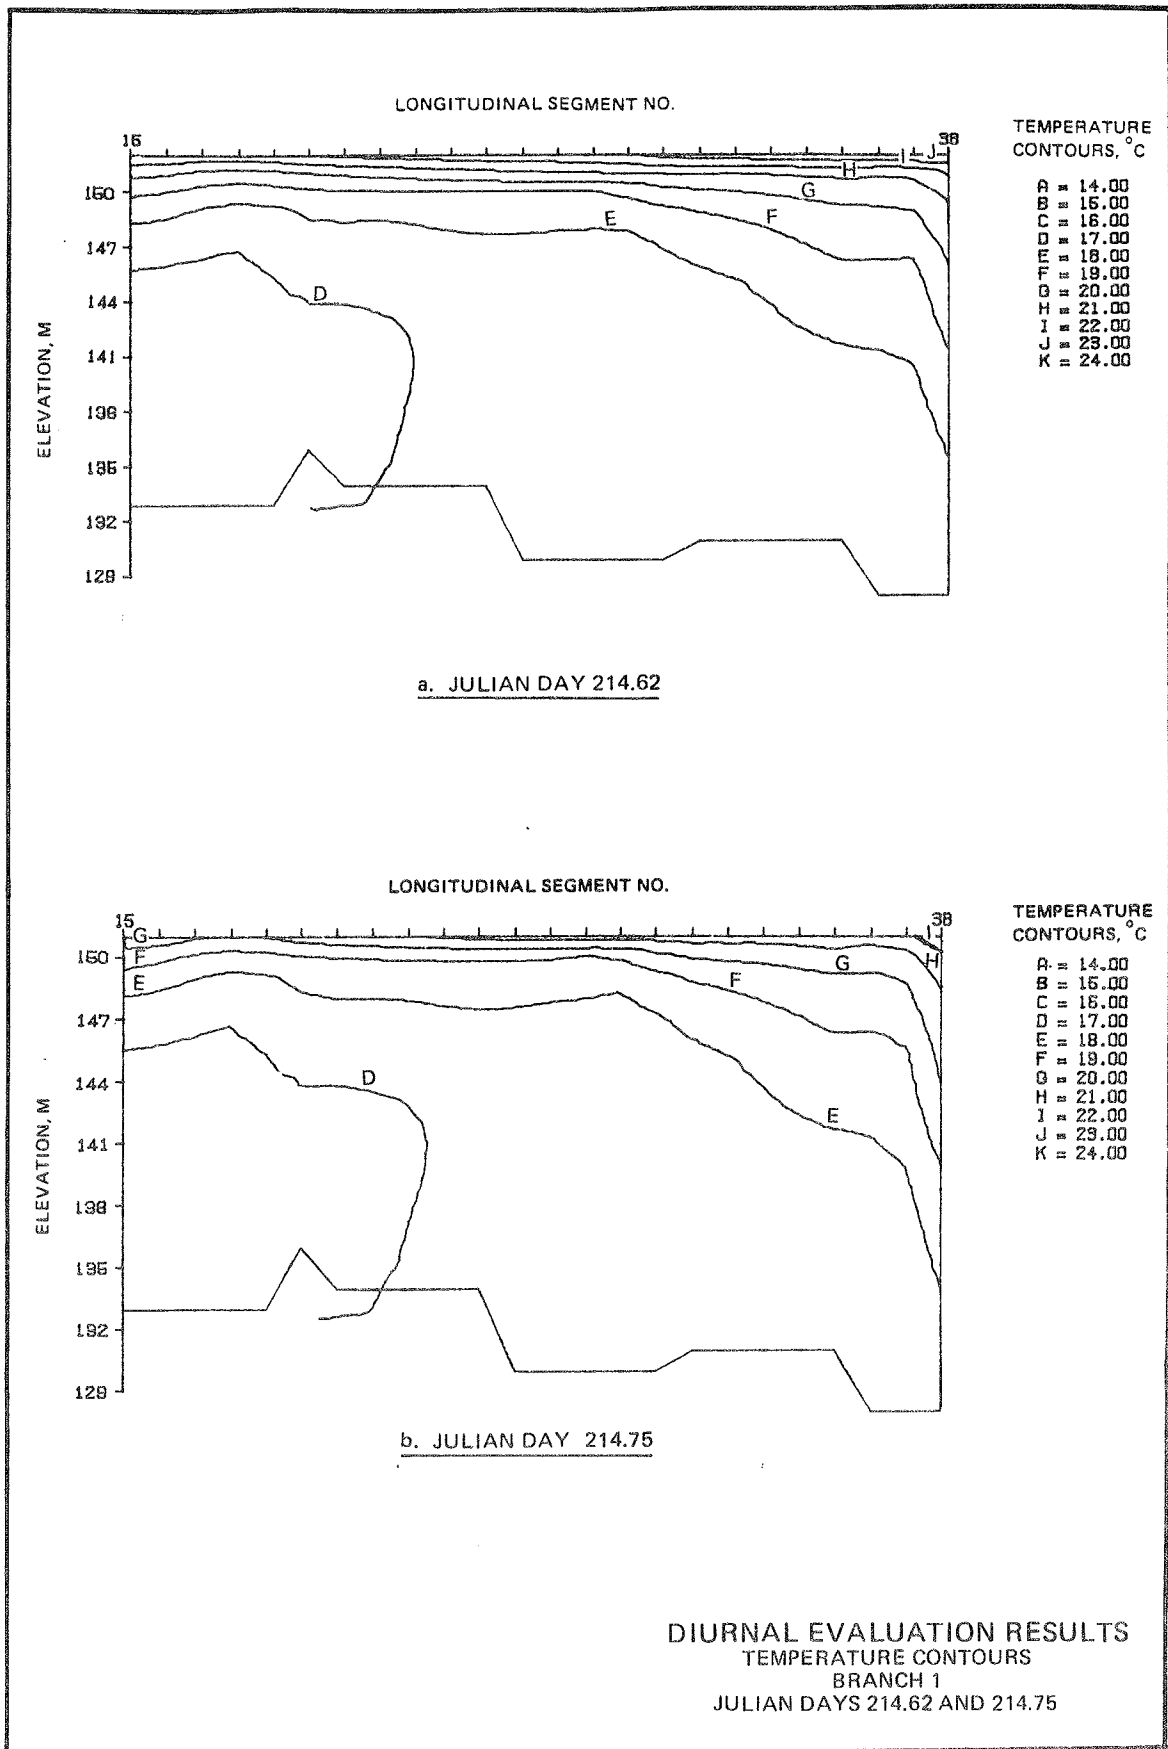 LONGITUDINAL SEGMENT NO.
15 38
I J
H
G
F
E
D
150
147
144
141
138
135
132
129
ELEVATION, M
TEMPERATURE
CONTOURS, °C
A = 14.00
B = 15.00
C = 16.00
D = 17.00
E = 18.00
F = 19.00
G = 20.00
H = 21.00
I = 22.00
J = 23.00
K = 24.00
a. JULIAN DAY 214.62
LONGITUDINAL SEGMENT NO.
15 38
G
F
E
D
F
G
H
I
E
150
147
144
141
138
135
132
129
ELEVATION, M
TEMPERATURE
CONTOURS, °C
A = 14.00
B = 15.00
C = 16.00
D = 17.00
E = 18.00
F = 19.00
G = 20.00
H = 21.00
I = 22.00
J = 23.00
K = 24.00
b. JULIAN DAY 214.75
DIURNAL EVALUATION RESULTS
TEMPERATURE CONTOURS
BRANCH 1
JULIAN DAYS 214.62 AND 214.75